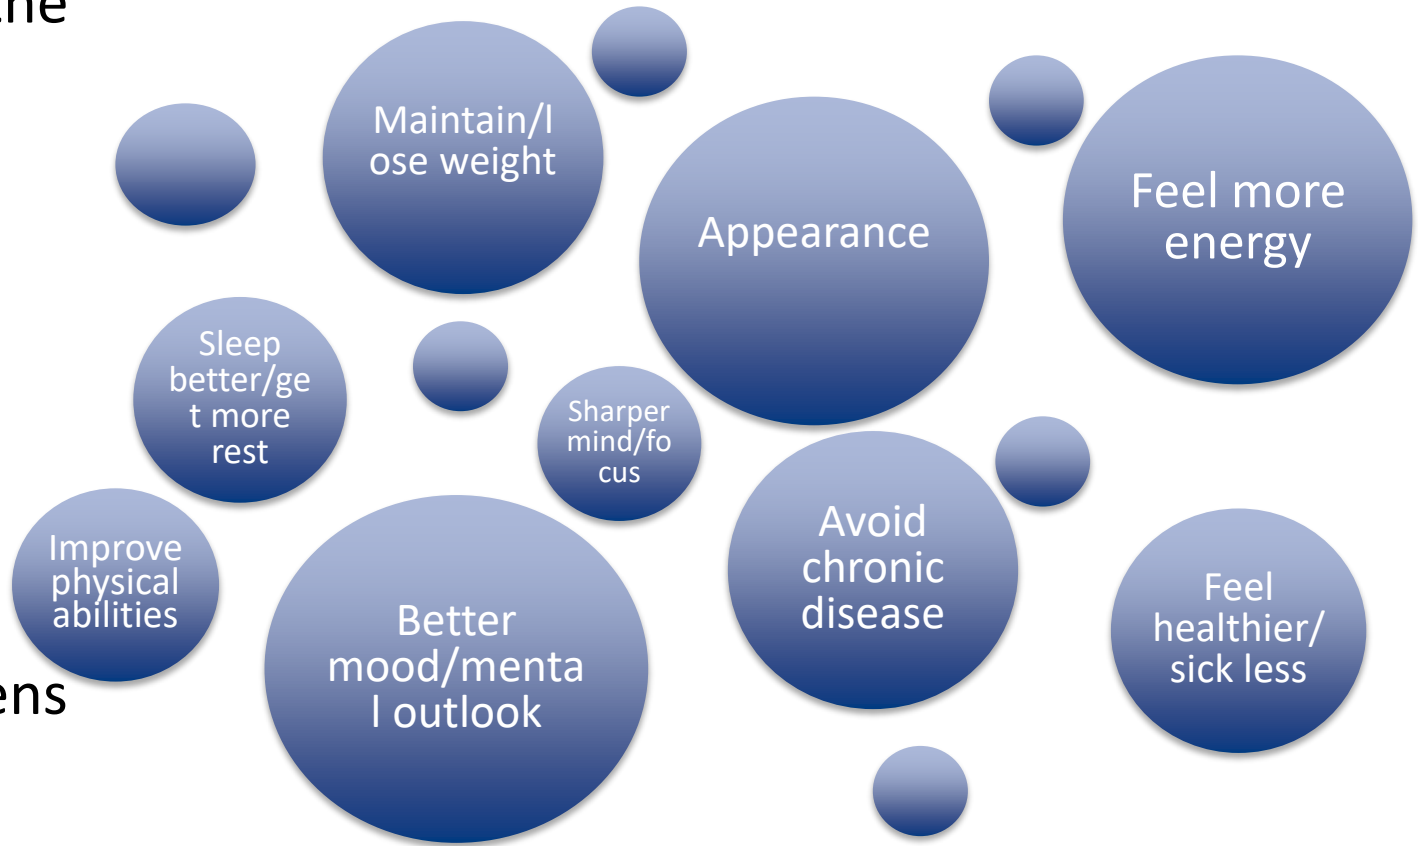 the
Maintain/l
ose weight
Appearance
Feel more
energy
Sleep
better/ge
t more
rest
Sharper
mind/fo
cus
Improve
physical
abilities
Better
mood/menta
l outlook
Avoid
chronic
disease
Feel
healthier/
sick less
ens